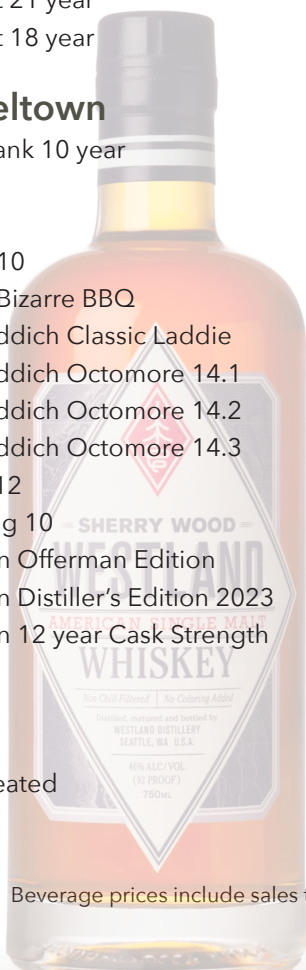 21 year
18 year
eltown
ank 10 year
10
Bizarre BBQ
ddich Classic Laddie
ddich Octomore 14.1
ddich Octomore 14.2
ddich Octomore 14.3
12
g 10
SHERRY WOOD
n Offerman Edition
WESTLAND
n Distiller's Edition 2023
AMERICAN SINGLE MALT
n 12 year Cask Strength
WHISKEY
Non Chill Filtered | No Coloring Added
Distilled, matured and bottled by
WESTLAND DISTILLERY
SEATTLE, WA U.S.A.
46% ALC/VOL
(92 PROOF)
750ML
eated
Beverage prices include sales t